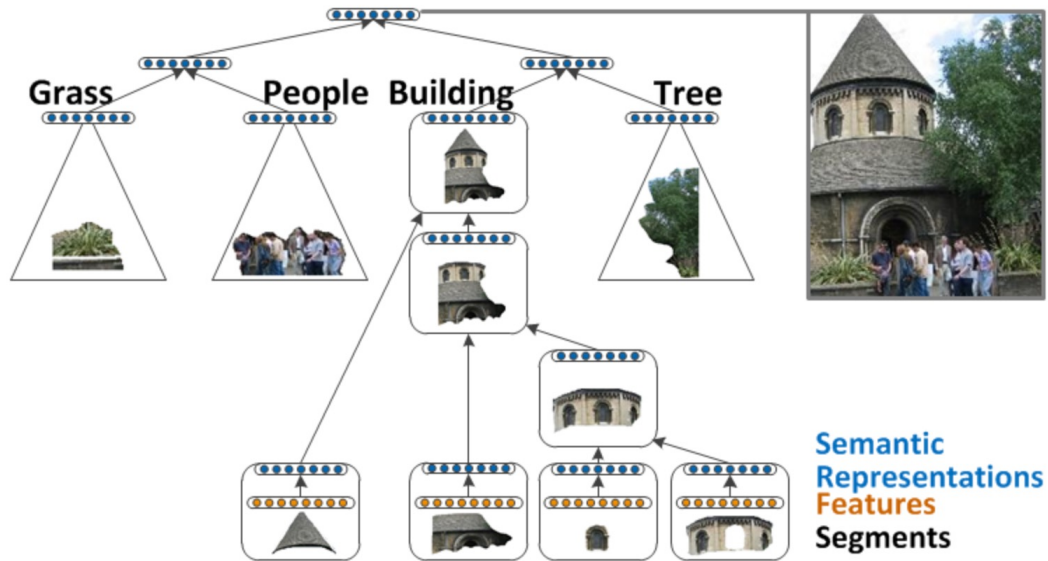 Grass
People
Building
Tree
Semantic
Representations
Features
Segments